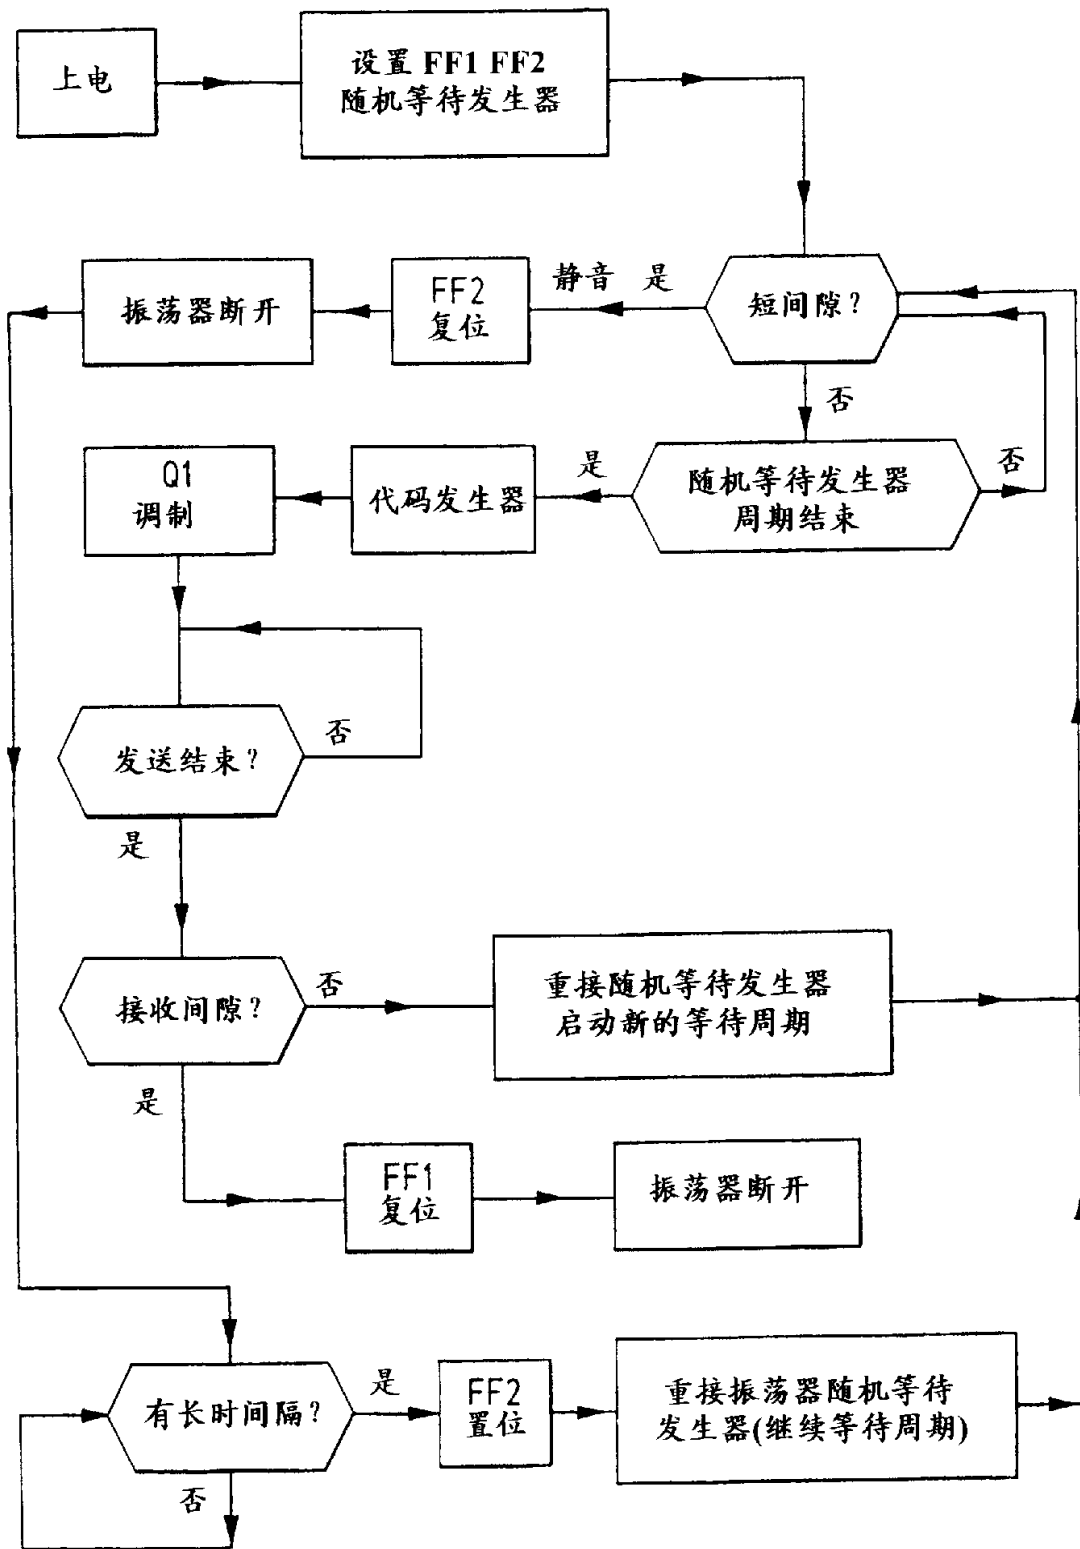 上电
设置 FF1 FF2
随机等待发生器
振荡器断开
FF2
复位
静音 是
短间隙？
否
Q1
调制
代码发生器
是
随机等待发生器
周期结束
否
发送结束？
否
是
接收间隙？
否
重接随机等待发生器
启动新的等待周期
是
FF1
复位
振荡器断开
有长时间隔？
是
FF2
置位
重接振荡器随机等待
发生器(继续等待周期)
否